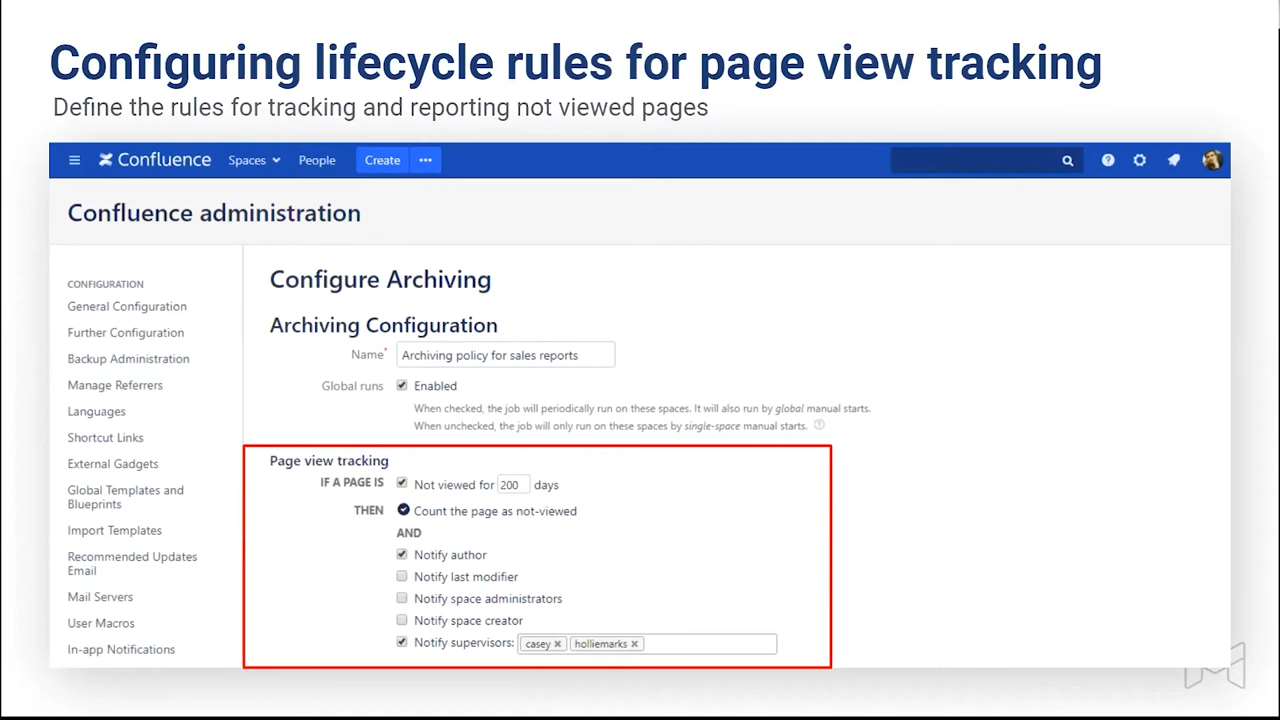 Configuring lifecycle rules for page view tracking
Define the rules for tracking and reporting not viewed pages
Confluence Spaces People Create
Confluence administration
CONFIGURATION
General Configuration
Further Configuration
Backup Administration
Manage Referrers
Languages
Shortcut Links
External Gadgets
Global Templates and
Blueprints
Import Templates
Recommended Updates
Email
Mail Servers
User Macros
In-app Notifications
Configure Archiving
Archiving Configuration
Name* Archiving policy for sales reports
Global runs Enabled
When checked, the job will periodically run on these spaces. It will also run by global manual starts.
When unchecked, the job will only run on these spaces by single-space manual starts.
Page view tracking
IF A PAGE IS Not viewed for 200 days
THEN Count the page as not-viewed
AND
Notify author
Notify last modifier
Notify space administrators
Notify space creator
Notify supervisors: casey holliemarks